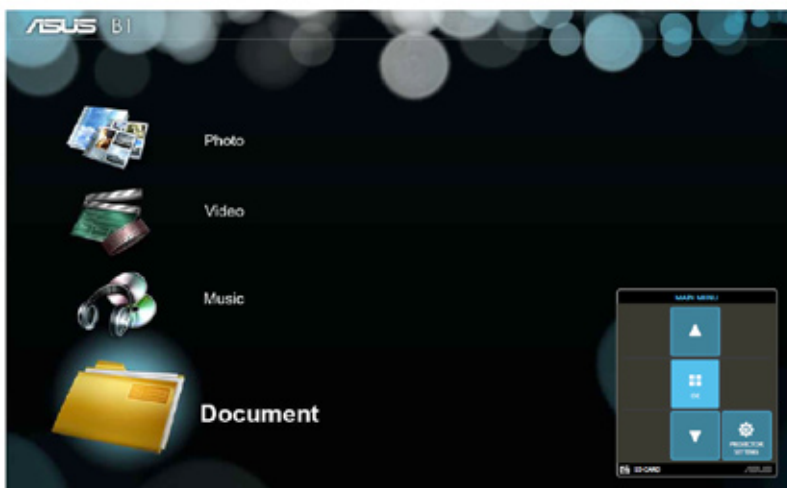 ASUS B1
Photo
Video
Music
Document
MAIN MENU
OK
PROJECTOR
SETTING
SD CARD
ASUS